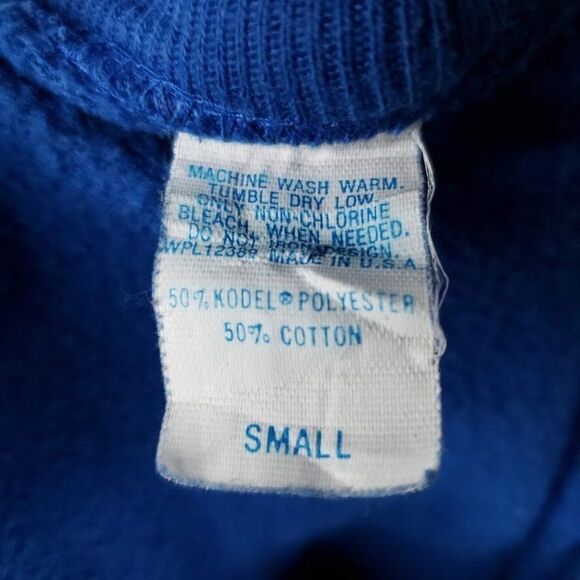 MACHINE WASH WARM.
TUMBLE DRY LOW.
ONLY NON-CHLORINE
BLEACH, WHEN NEEDED.
DO NOT IRON DESIGN.
WPL12389 MADE IN U.S.A
50% KODEL® POLYESTER
50% COTTON
SMALL